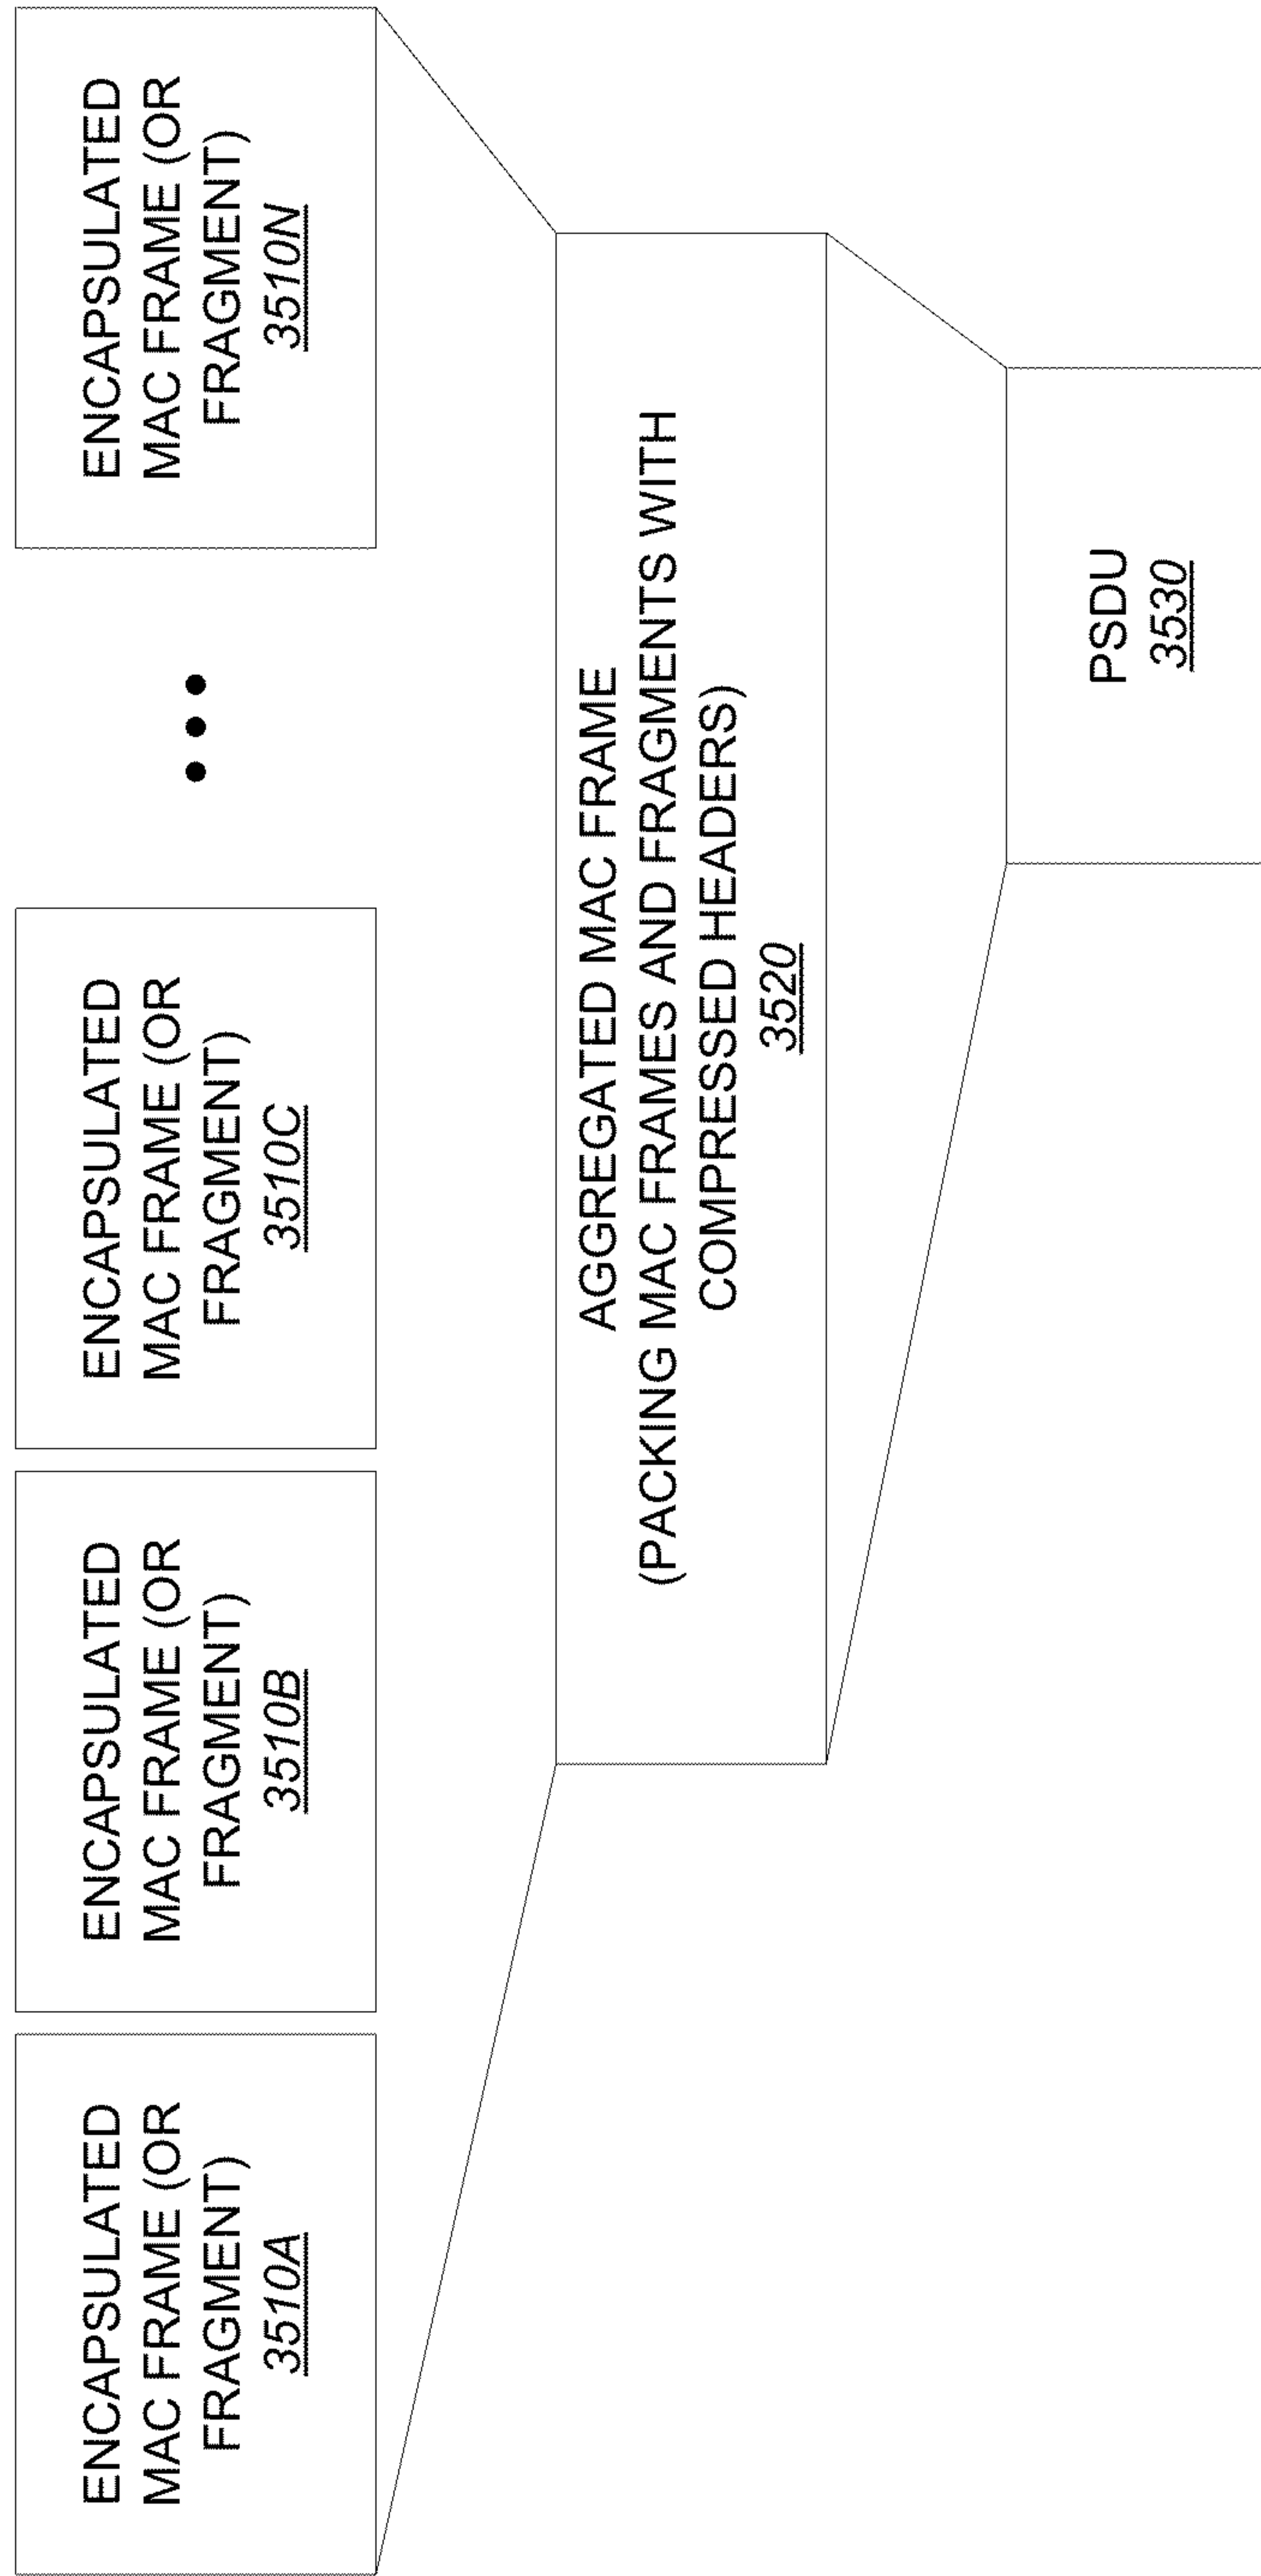 ENCAPSULATED
MAC FRAME (OR
FRAGMENT)
3510A
ENCAPSULATED
MAC FRAME (OR
FRAGMENT)
3510B
ENCAPSULATED
MAC FRAME (OR
FRAGMENT)
3510C
ENCAPSULATED
MAC FRAME (OR
FRAGMENT)
3510N
AGGREGATED MAC FRAME
(PACKING MAC FRAMES AND FRAGMENTS WITH
COMPRESSED HEADERS)
3520
PSDU
3530